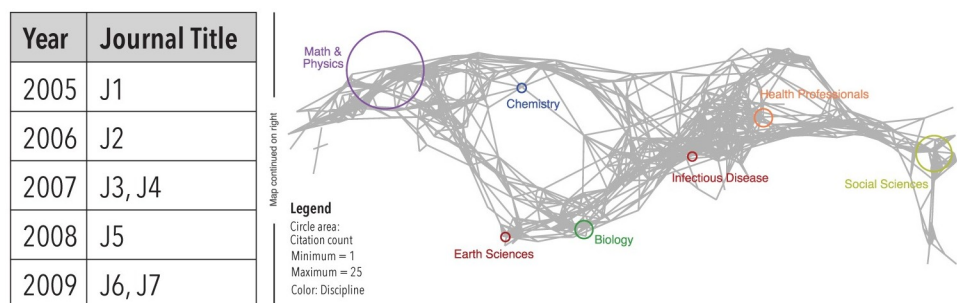 Year Journal Title
2005 J1
2006 J2
2007 J3, J4
2008 J5
2009 J6, J7
Map continued on right
Math &
Physics
Chemistry
Health Professionals
Infectious Disease
Social Sciences
Biology
Earth Sciences
Legend
Circle area:
Citation count
Minimum = 1
Maximum = 25
Color: Discipline